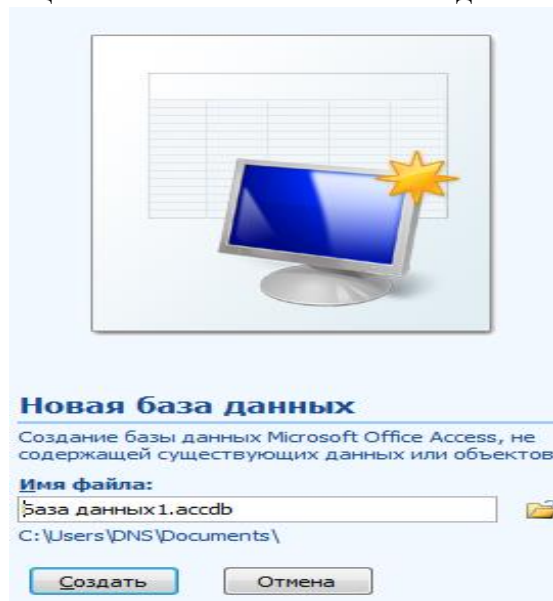 Новая база данных
Создание базы данных Microsoft Office Access, не
содержащей существующих данных или объектов
Имя файла:
База данных1.accdb
C:\Users\DNS\Documents\
Создать
Отмена